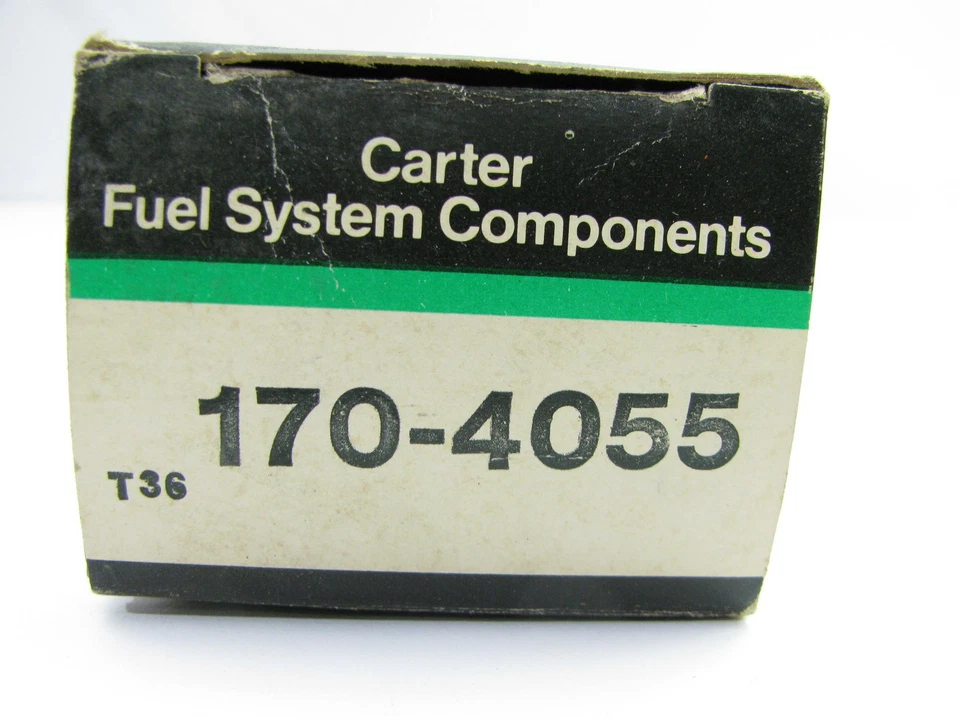 Carter
Fuel System Components
170-4055
T36